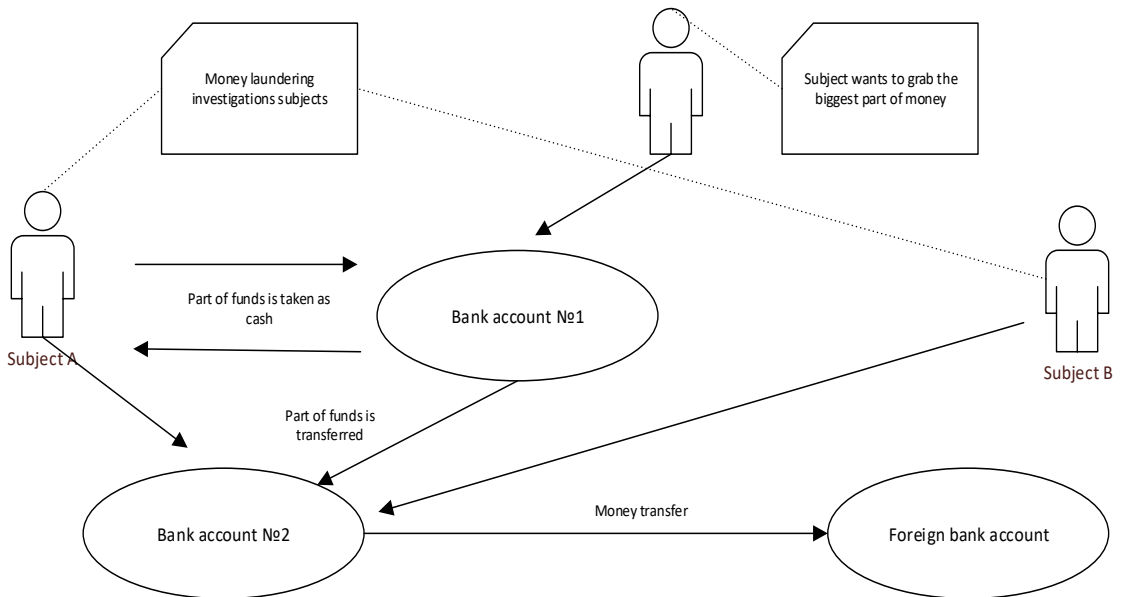 Money laundering
investigations subjects
Subject wants to grab the
biggest part of money
Part of funds is taken as
cash
Bank account №1
Subject A
Subject B
Part of funds is
transferred
Bank account №2
Money transfer
Foreign bank account